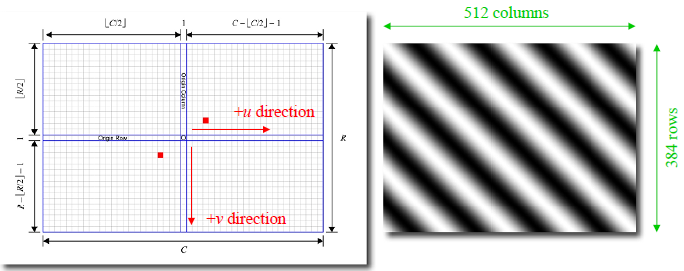 ⌊C/2⌋ 1 C − ⌊C/2⌋ − 1
⌊R/2⌋
1
R − ⌊R/2⌋ − 1
Origin Column
Origin Row
O
+u direction
+v direction
R
C
512 columns
384 rows